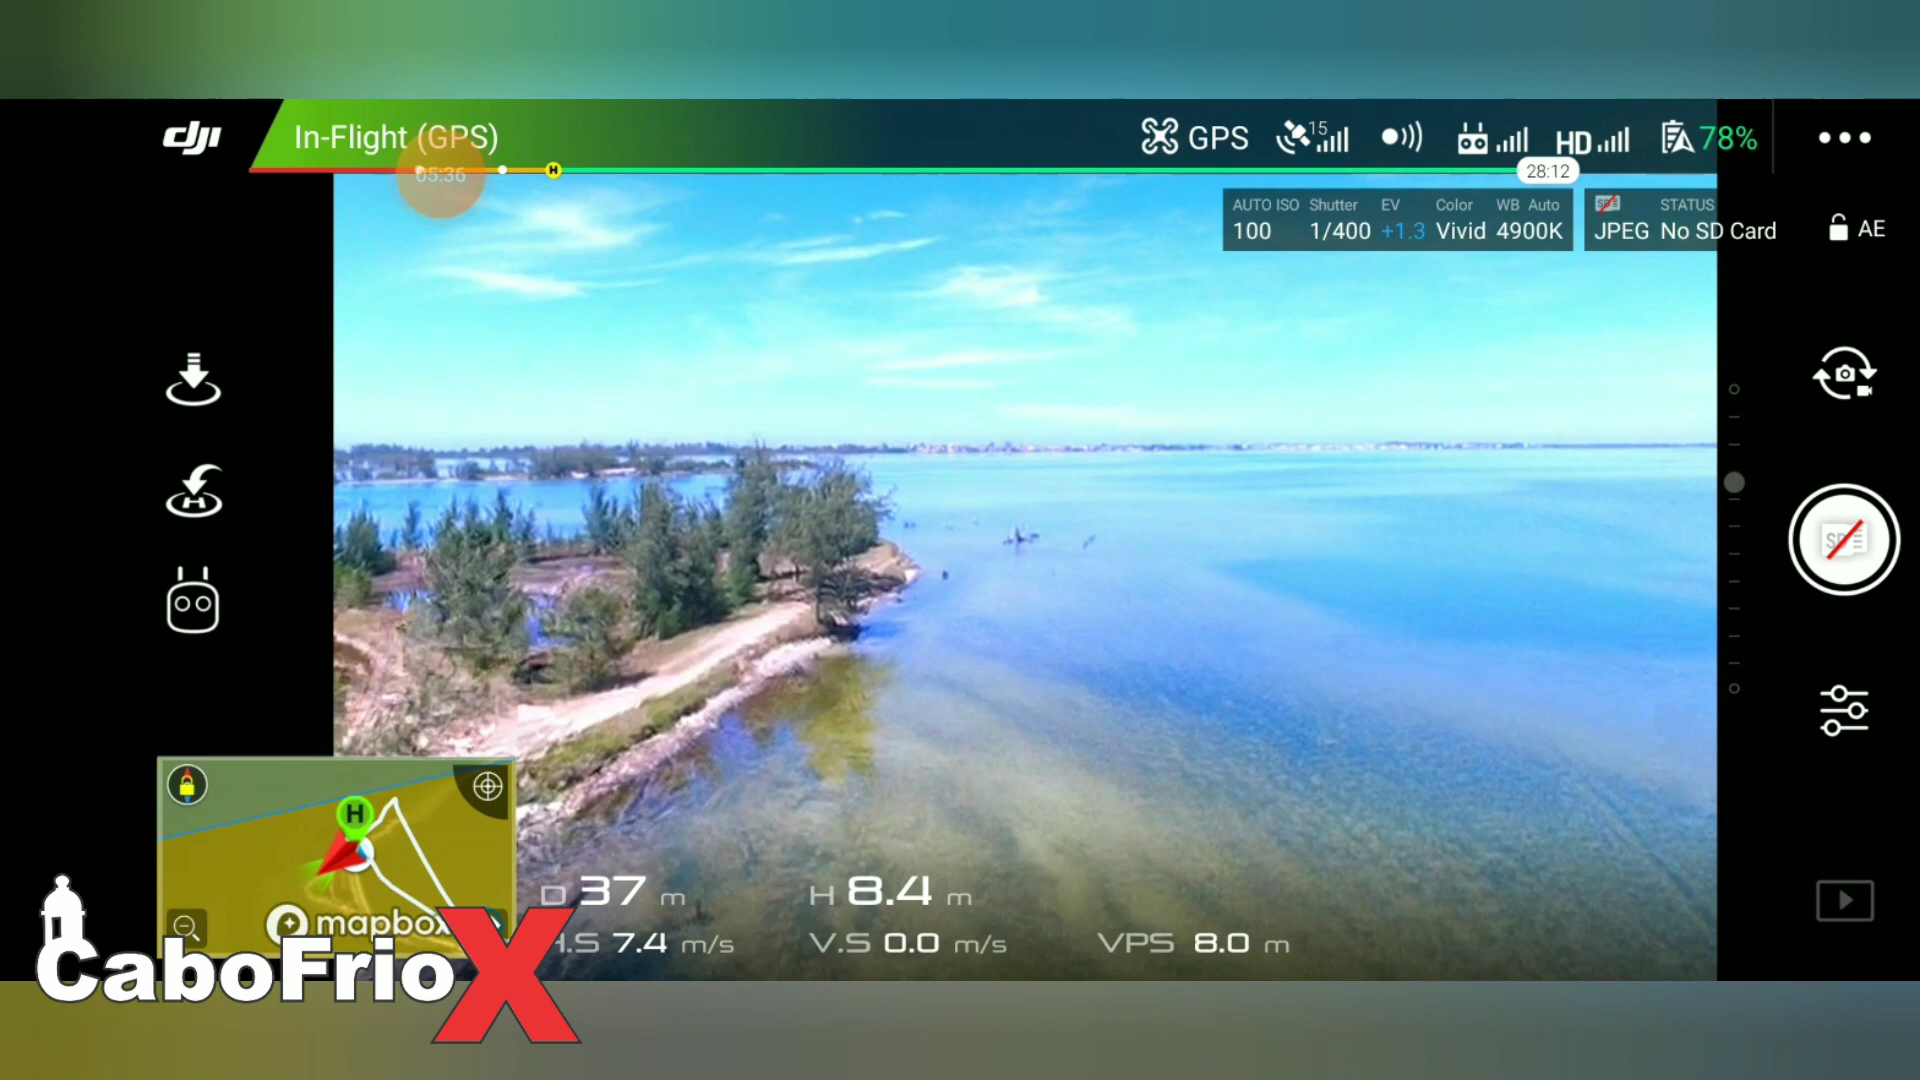 dji In-Flight (GPS) GPS 15 HD 78%
05:36 H 28:12
AUTO ISO Shutter EV Color WB Auto STATUS
100 1/400 +1.3 Vivid 4900K JPEG No SD Card AE
H
SD
H
D 37 m H 8.4 m
mapbox
H.S 7.4 m/s V.S 0.0 m/s VPS 8.0 m
CaboFrioX